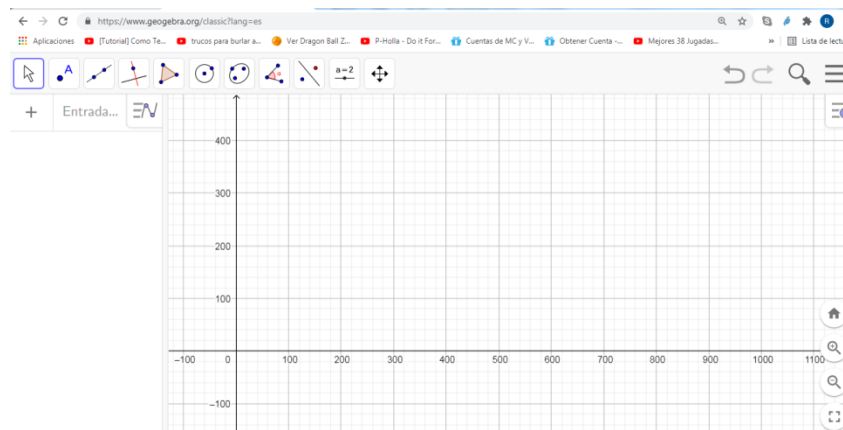 https://www.geogebra.org/classic?lang=es
R
Aplicaciones [Tutorial] Como Te... trucos para burlar a... Ver Dragon Ball Z... P-Holla - Do it For... Cuentas de MC y V... Obtener Cuenta -... Mejores 38 Jugadas... » Lista de lectu
A
a=2
+ Entrada...
400
300
200
100
-100 0 100 200 300 400 500 600 700 800 900 1000 1100
-100